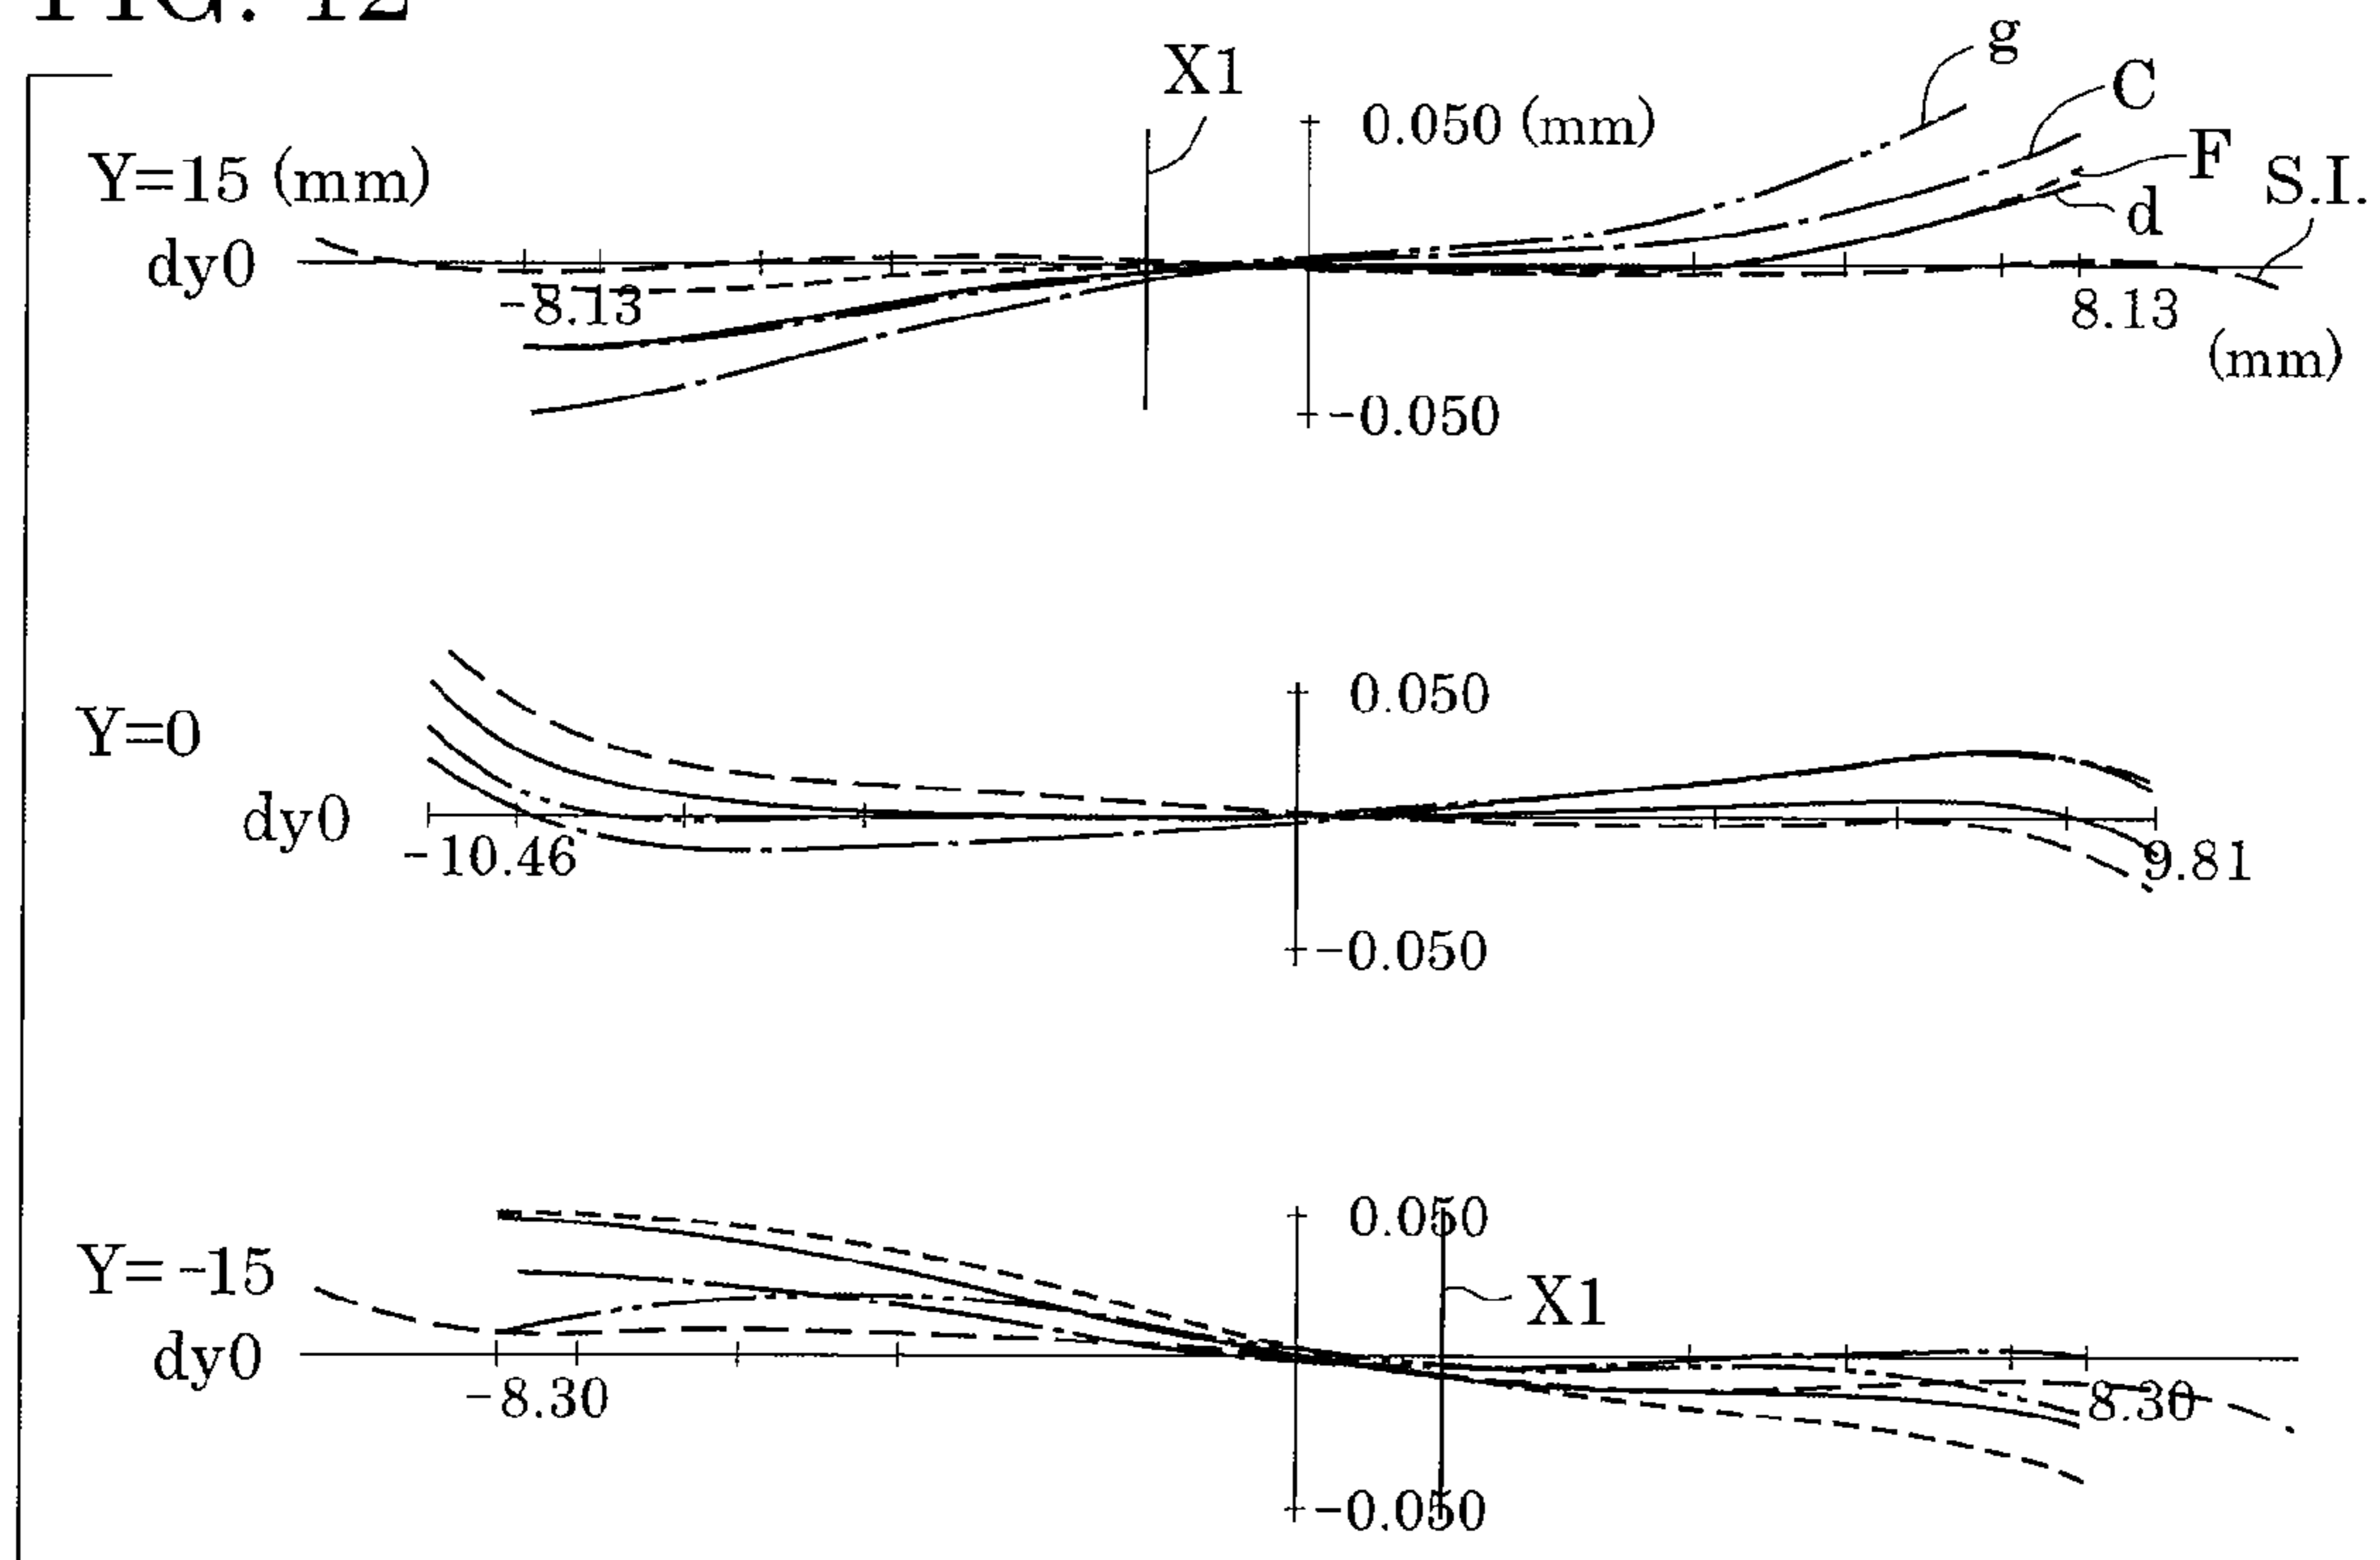 FIG. 12
X1
g
C
0.050 (mm)
F
S.I.
Y=15 (mm)
d
dy0
-8.13
8.13
(mm)
-0.050
0.050
Y=0
dy0
-10.46
9.81
-0.050
0.050
Y=-15
X1
dy0
-8.30
8.30
-0.050